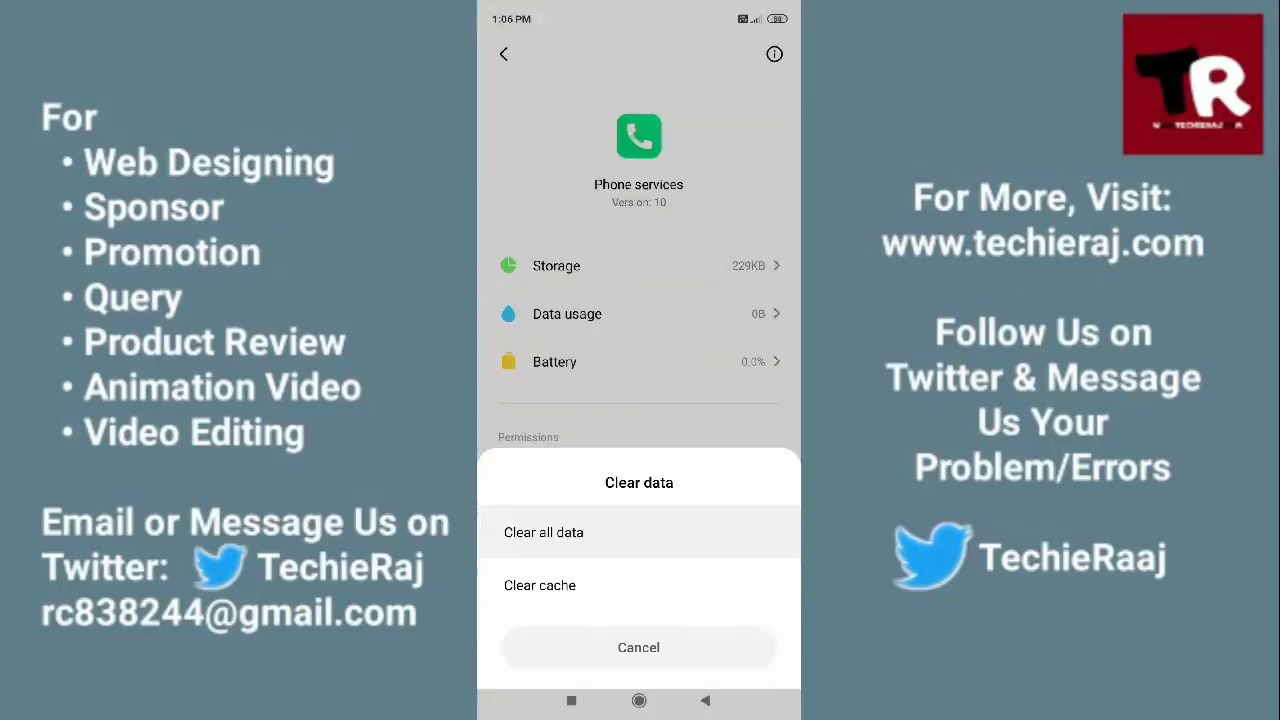 For
• Web Designing
• Sponsor
• Promotion
• Query
• Product Review
• Animation Video
• Video Editing
Email or Message Us on
Twitter: TechieRaj
rc838244@gmail.com
1:06 PM
Phone services
Version: 10
Storage 229KB
Data usage 0B
Battery 0.0%
Permissions
Clear data
Clear all data
Clear cache
Cancel
TR
For More, Visit:
www.techieraj.com
Follow Us on
Twitter & Message
Us Your
Problem/Errors
TechieRaaj